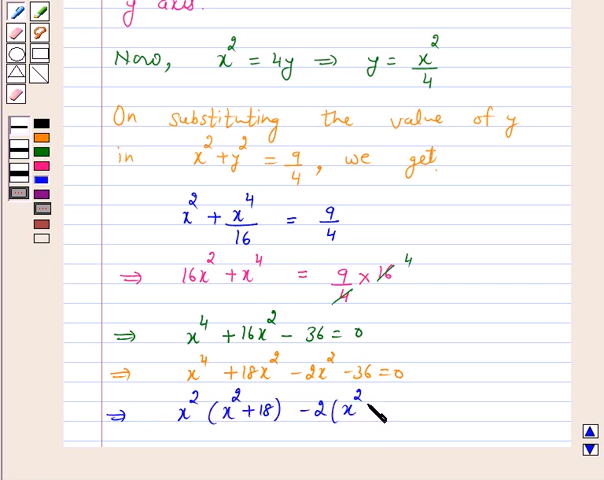 y axis.
Now, x² = 4y ⇒ y = x²/4
On substituting the value of y
in x² + y² = 9/4, we get
x² + x⁴/16 = 9/4
⇒ 16x² + x⁴ = 9/4 × 16 4
⇒ x⁴ + 16x² - 36 = 0
⇒ x⁴ + 18x² - 2x² - 36 = 0
⇒ x² (x² + 18) - 2 (x²